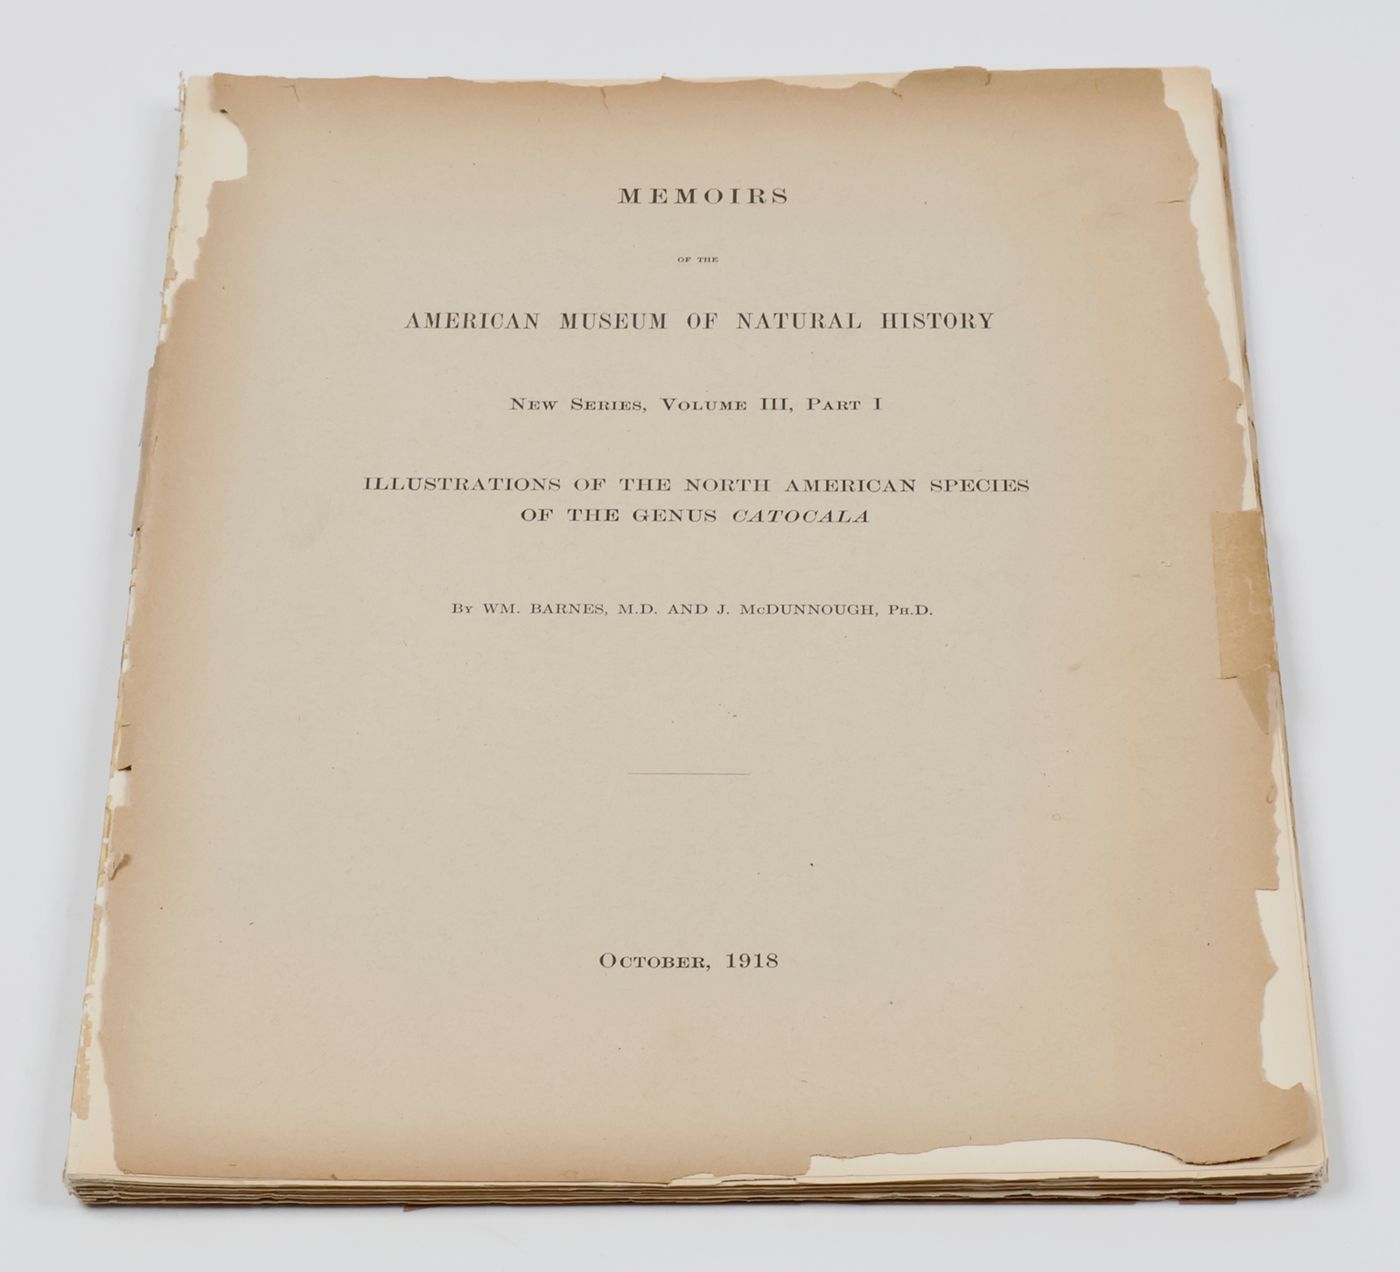 MEMOIRS
OF THE
AMERICAN MUSEUM OF NATURAL HISTORY
NEW SERIES, VOLUME III, PART I
ILLUSTRATIONS OF THE NORTH AMERICAN SPECIES
OF THE GENUS CATOCALA
BY WM. BARNES, M.D. AND J. McDUNNOUGH, PH.D.
OCTOBER, 1918